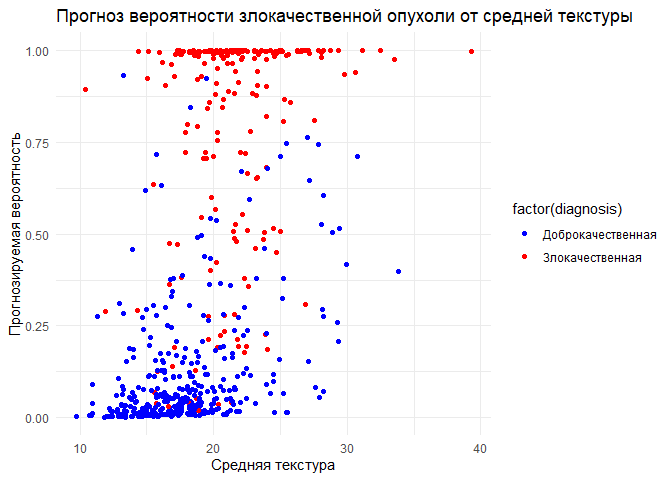 Прогноз вероятности злокачественной опухоли от средней текстуры
Прогнозируемая вероятность
1.00
0.75
0.50
0.25
0.00
10
20
30
40
Средняя текстура
factor(diagnosis)
Доброкачественная
Злокачественная